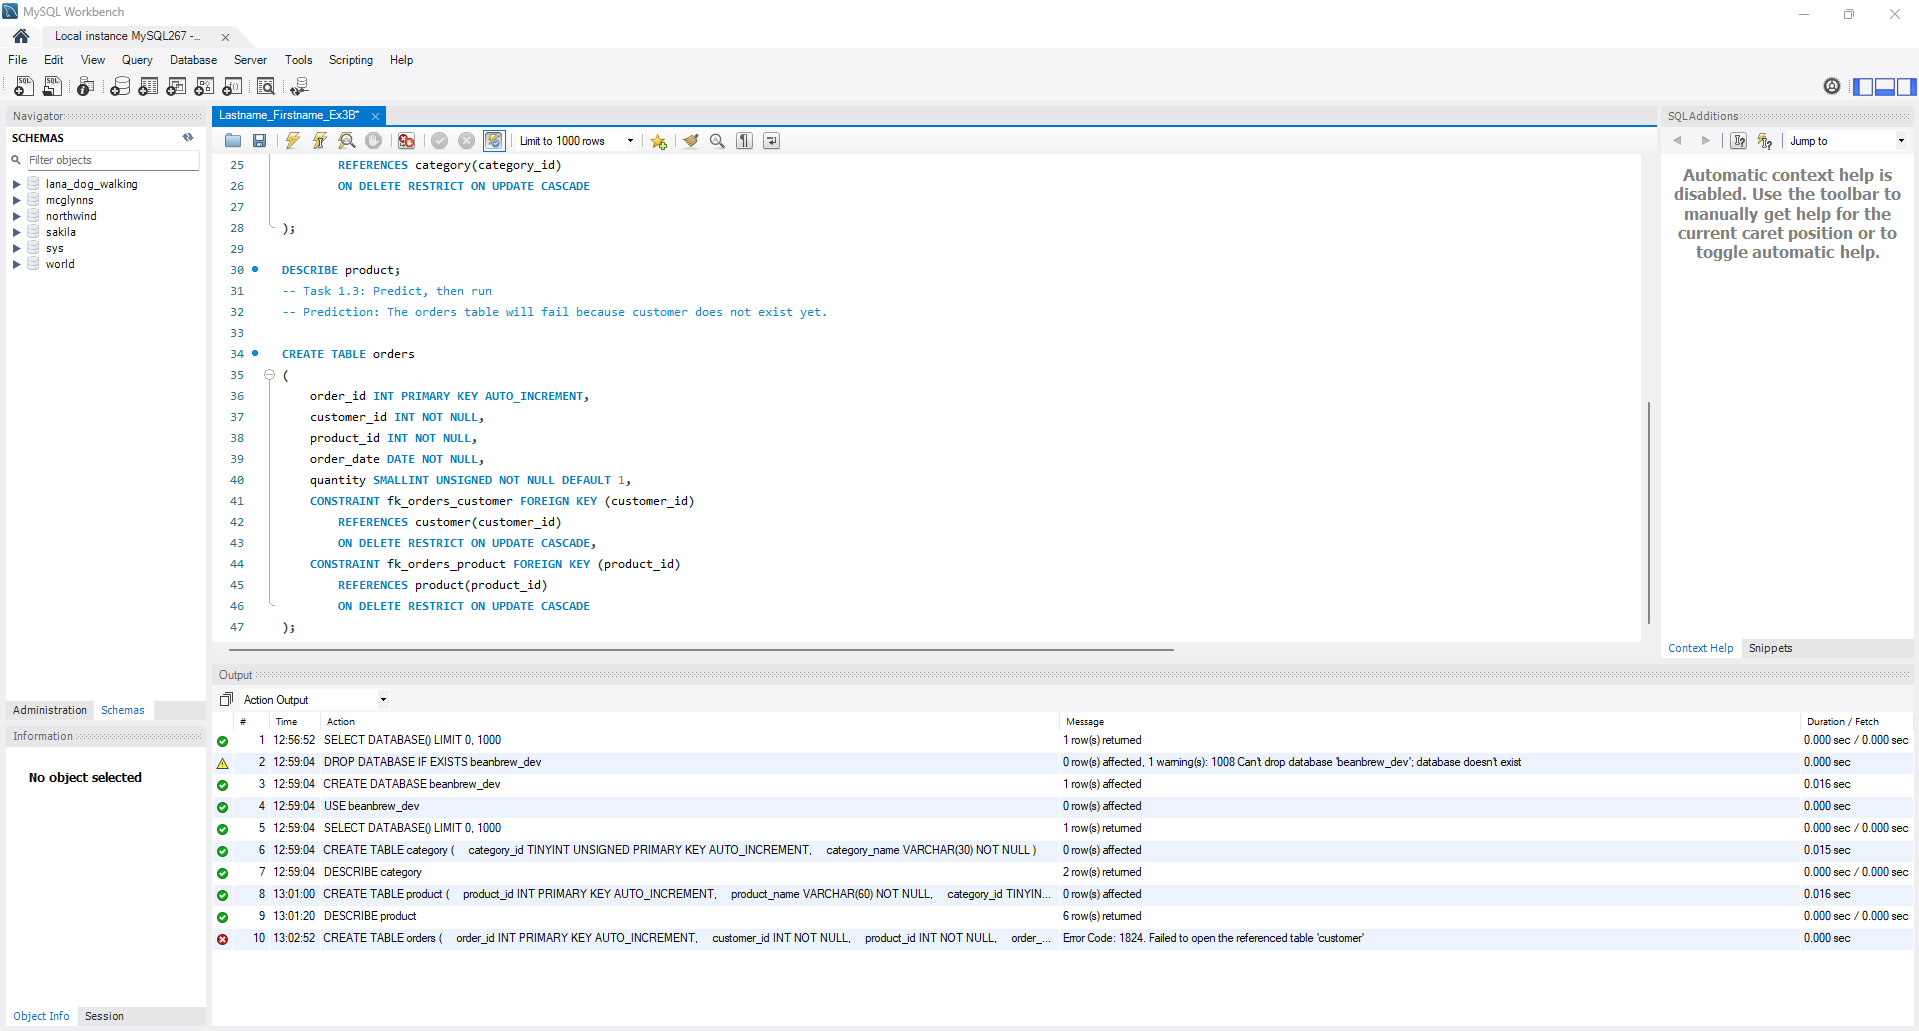 MySQL Workbench
Local instance MySQL267 -...
File Edit View Query Database Server Tools Scripting Help
Navigator
SCHEMAS
Filter objects
lana_dog_walking
mcglynns
northwind
sakila
sys
world
Administration Schemas
Information
No object selected
Object Info Session
Lastname_Firstname_Ex3B*
Limit to 1000 rows
25 REFERENCES category(category_id)
26 ON DELETE RESTRICT ON UPDATE CASCADE
27
28 );
29
30 DESCRIBE product;
31 -- Task 1.3: Predict, then run
32 -- Prediction: The orders table will fail because customer does not exist yet.
33
34 CREATE TABLE orders
35 (
36 order_id INT PRIMARY KEY AUTO_INCREMENT,
37 customer_id INT NOT NULL,
38 product_id INT NOT NULL,
39 order_date DATE NOT NULL,
40 quantity SMALLINT UNSIGNED NOT NULL DEFAULT 1,
41 CONSTRAINT fk_orders_customer FOREIGN KEY (customer_id)
42 REFERENCES customer(customer_id)
43 ON DELETE RESTRICT ON UPDATE CASCADE,
44 CONSTRAINT fk_orders_product FOREIGN KEY (product_id)
45 REFERENCES product(product_id)
46 ON DELETE RESTRICT ON UPDATE CASCADE
47 );
SQLAdditions
Jump to
Automatic context help is
disabled. Use the toolbar to
manually get help for the
current caret position or to
toggle automatic help.
Context Help Snippets
Output
Action Output
# Time Action Message Duration / Fetch
1 12:56:52 SELECT DATABASE() LIMIT 0, 1000 1 row(s) returned 0.000 sec / 0.000 sec
2 12:59:04 DROP DATABASE IF EXISTS beanbrew_dev 0 row(s) affected, 1 warning(s): 1008 Can't drop database 'beanbrew_dev'; database doesn't exist 0.000 sec
3 12:59:04 CREATE DATABASE beanbrew_dev 1 row(s) affected 0.016 sec
4 12:59:04 USE beanbrew_dev 0 row(s) affected 0.000 sec
5 12:59:04 SELECT DATABASE() LIMIT 0, 1000 1 row(s) returned 0.000 sec / 0.000 sec
6 12:59:04 CREATE TABLE category ( category_id TINYINT UNSIGNED PRIMARY KEY AUTO_INCREMENT, category_name VARCHAR(30) NOT NULL ) 0 row(s) affected 0.015 sec
7 12:59:04 DESCRIBE category 2 row(s) returned 0.000 sec / 0.000 sec
8 13:01:00 CREATE TABLE product ( product_id INT PRIMARY KEY AUTO_INCREMENT, product_name VARCHAR(60) NOT NULL, category_id TINYIN... 0 row(s) affected 0.016 sec
9 13:01:20 DESCRIBE product 6 row(s) returned 0.000 sec / 0.000 sec
10 13:02:52 CREATE TABLE orders ( order_id INT PRIMARY KEY AUTO_INCREMENT, customer_id INT NOT NULL, product_id INT NOT NULL, order_... Error Code: 1824. Failed to open the referenced table 'customer' 0.000 sec